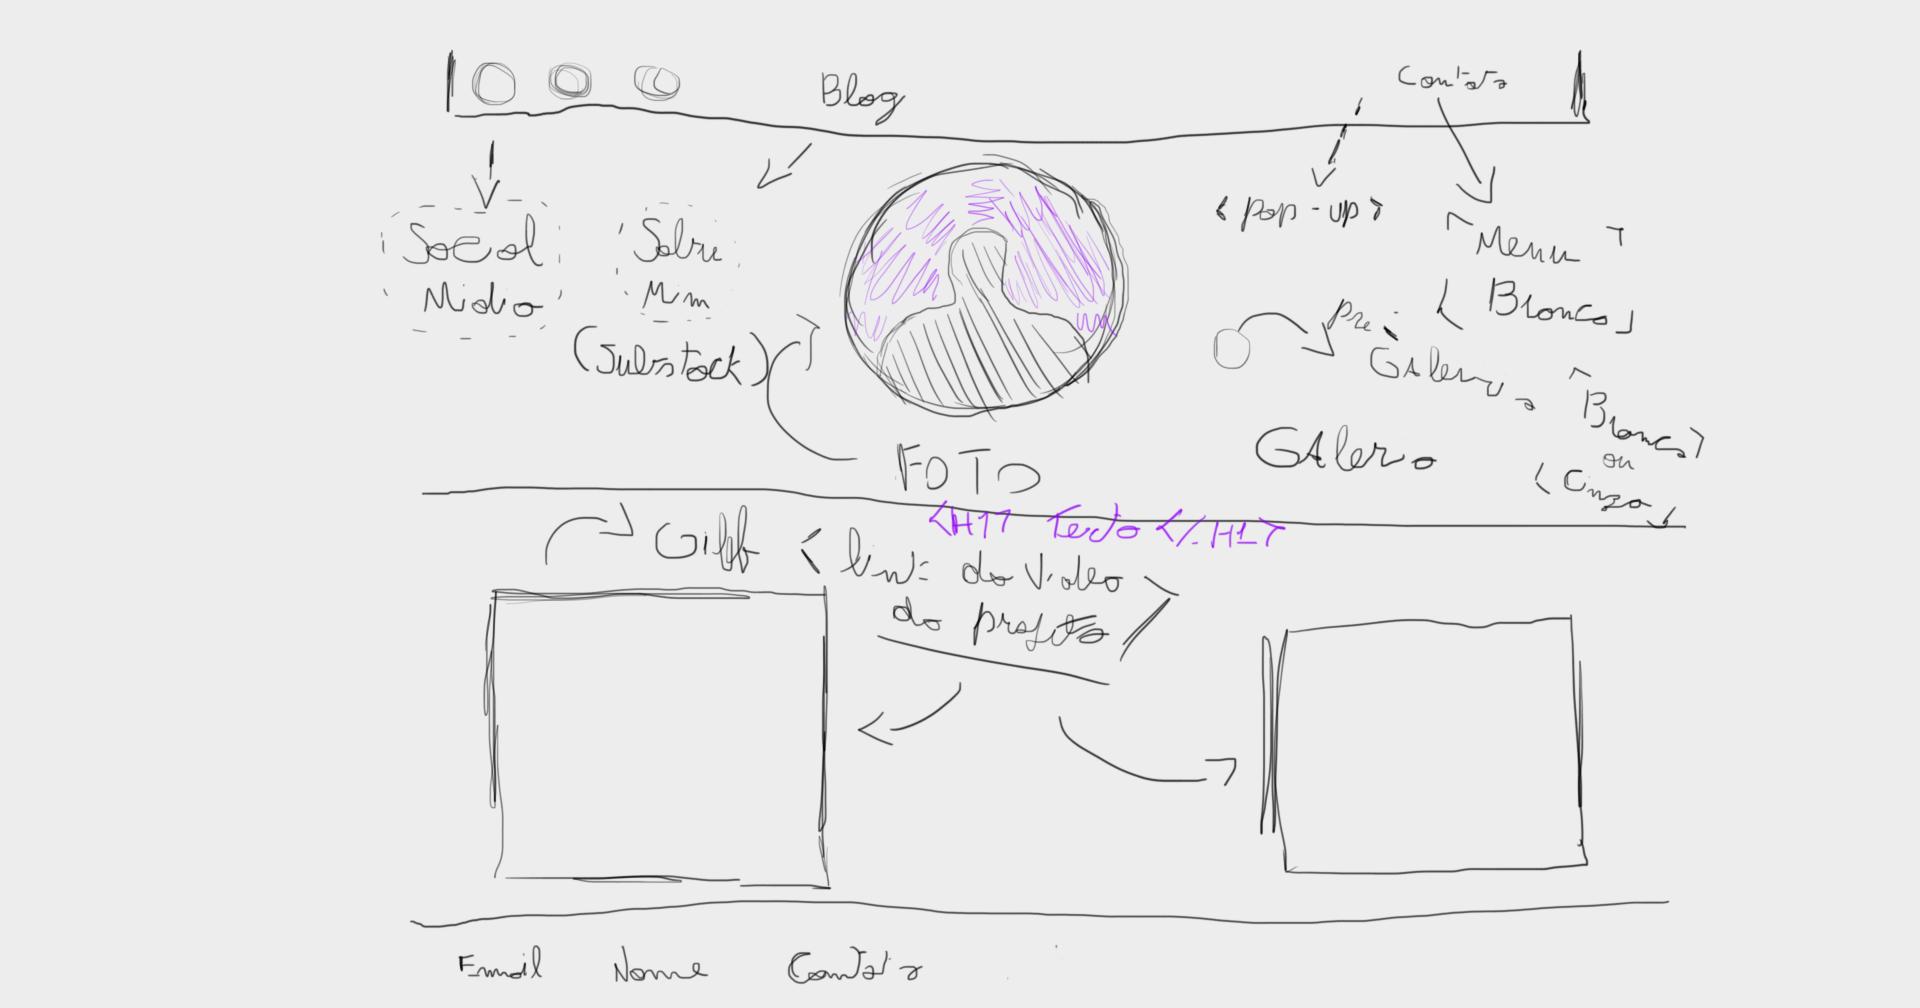 Blog
Contato
Social
Midia
Sobre
Mim
(Substack)
< POP-UP >
Menu
Branco
Pre
Galeria
Branco
ou
Cinza
Galeria
FOTO
<H1> Texto </H1>
Giff
< link do Video
do projeto >
Email Nome Contato